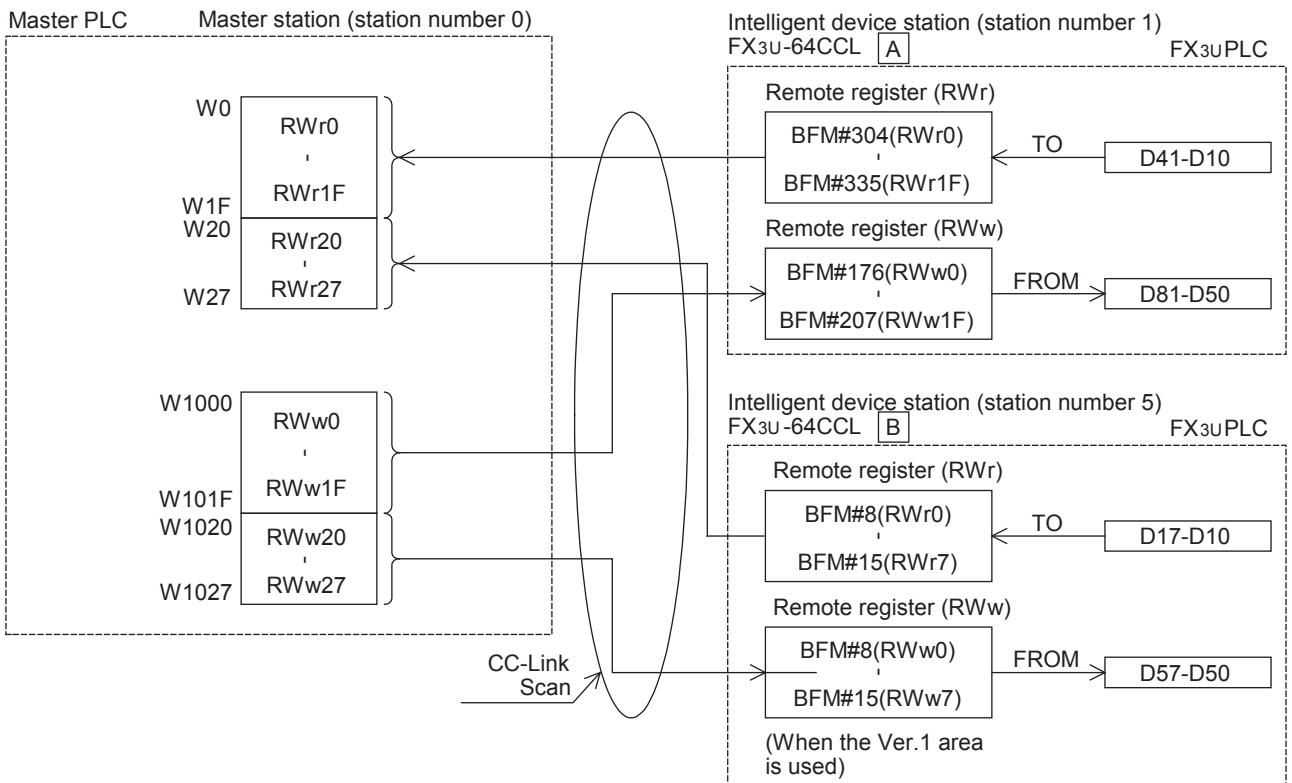 Master PLC Master station (station number 0)
W0
RWr0
RWr1F
W1F
W20
RWr20
RWr27
W27
W1000
RWw0
RWw1F
W101F
W1020
RWw20
RWw27
W1027
CC-Link
Scan
Intelligent device station (station number 1)
FX3U-64CCL A FX3UPLC
Remote register (RWr)
BFM#304(RWr0)
BFM#335(RWr1F)
TO
D41-D10
Remote register (RWw)
BFM#176(RWw0)
BFM#207(RWw1F)
FROM
D81-D50
Intelligent device station (station number 5)
FX3U-64CCL B FX3UPLC
Remote register (RWr)
BFM#8(RWr0)
BFM#15(RWr7)
TO
D17-D10
Remote register (RWw)
BFM#8(RWw0)
BFM#15(RWw7)
FROM
D57-D50
(When the Ver.1 area
is used)